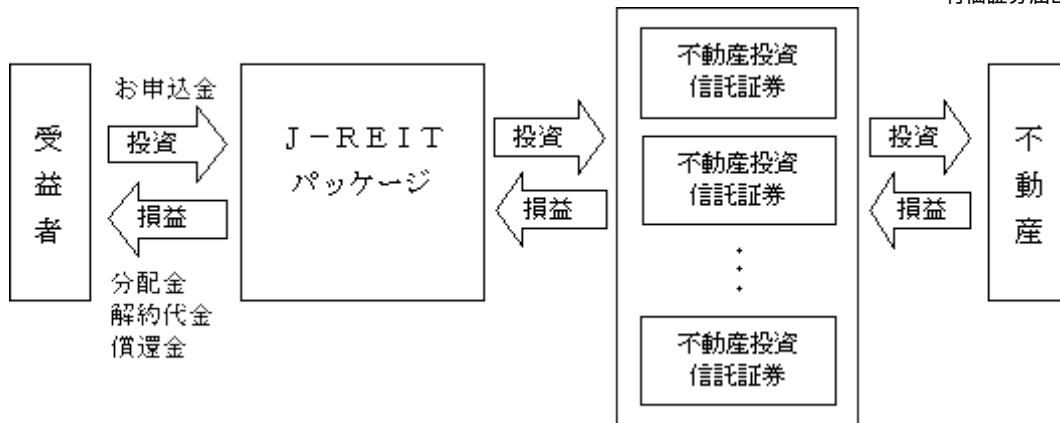 受益者
お申込金
投資
損益
分配金
解約代金
償還金
J－REIT
パッケージ
投資
損益
不動産投資
信託証券
不動産投資
信託証券
不動産投資
信託証券
投資
損益
不動産